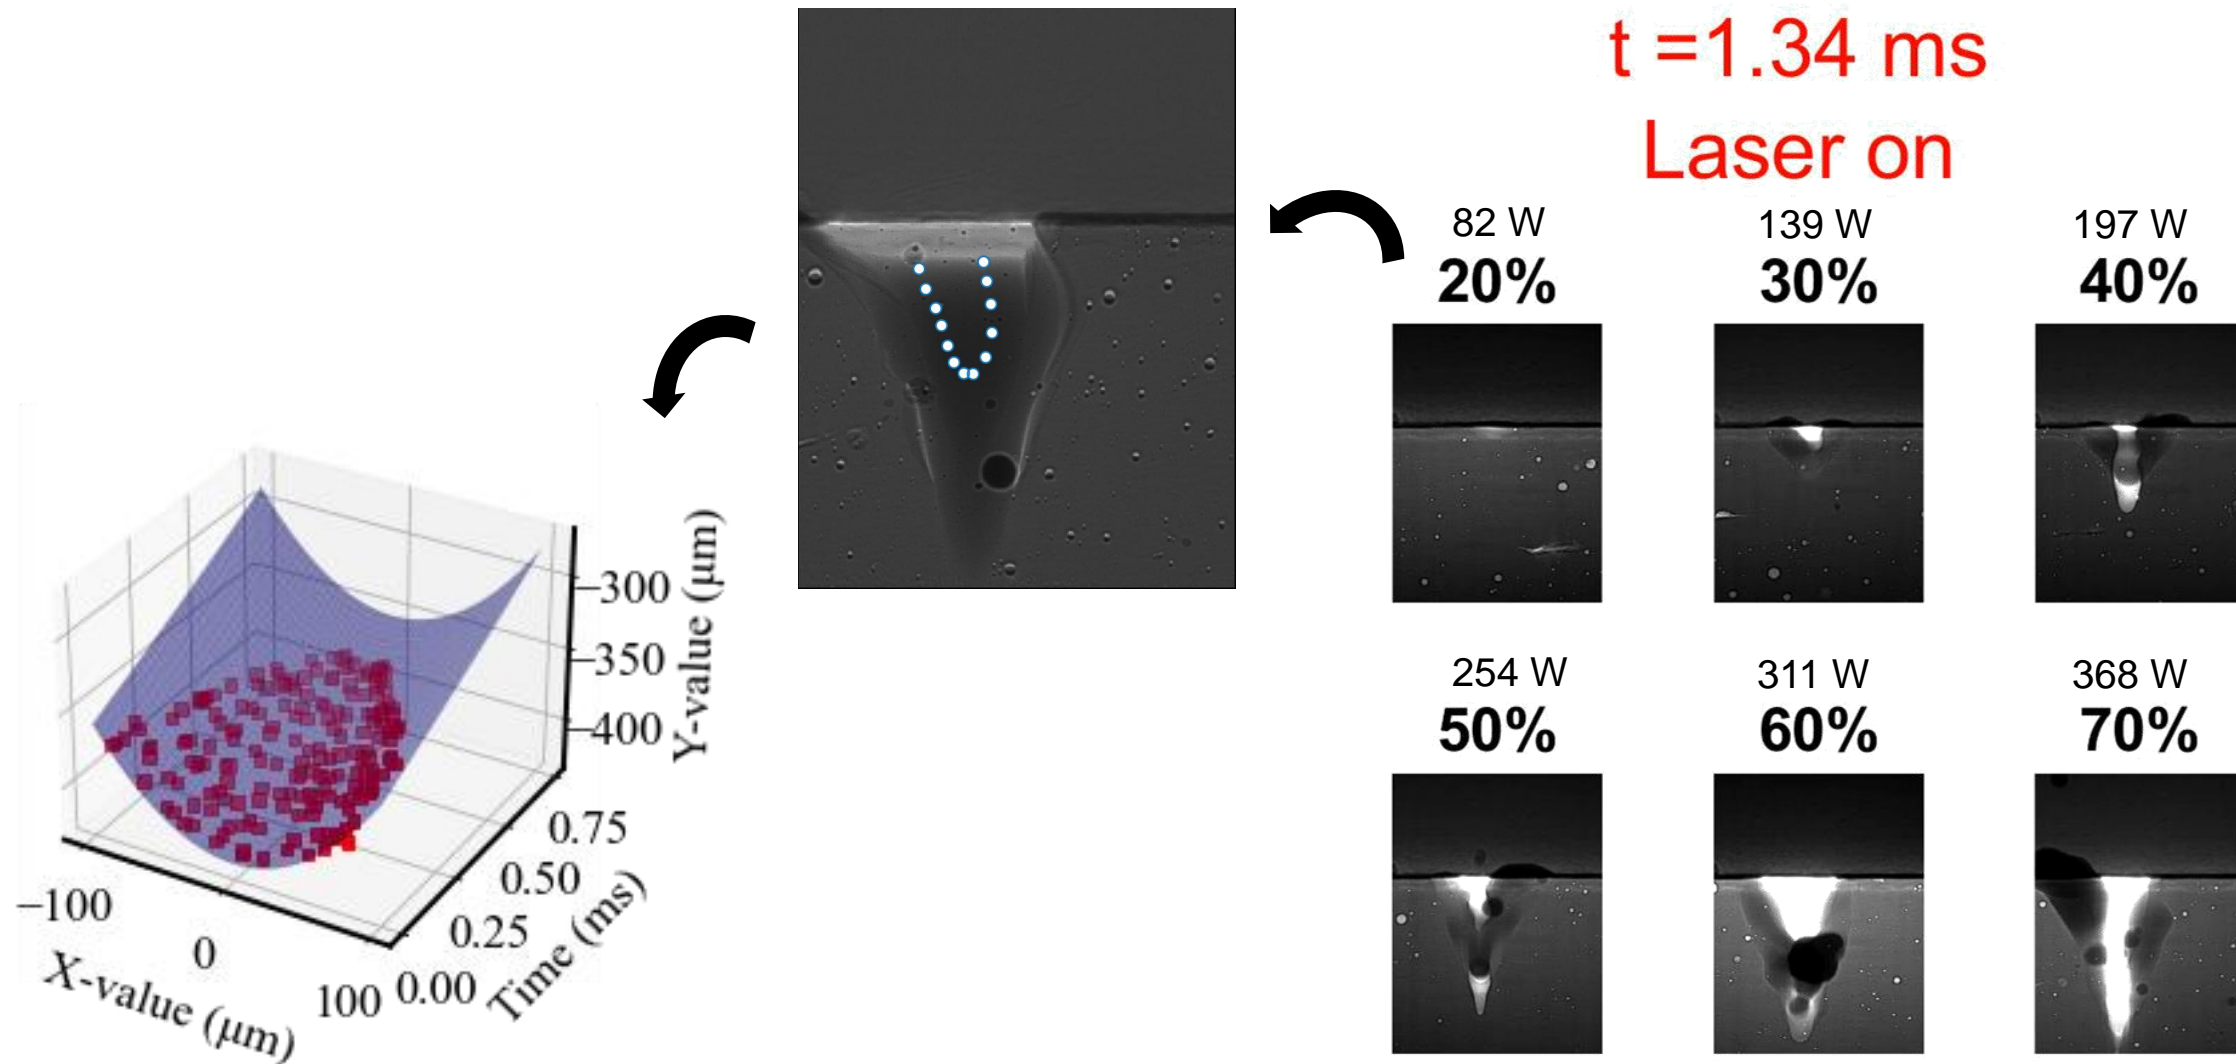 t =1.34 ms
Laser on
82 W
20%
139 W
30%
197 W
40%
254 W
50%
311 W
60%
368 W
70%
−300
−350
−400
Y-value (μm)
0.75
0.50
0.25
0.00
Time (ms)
−100
0
100
X-value (μm)